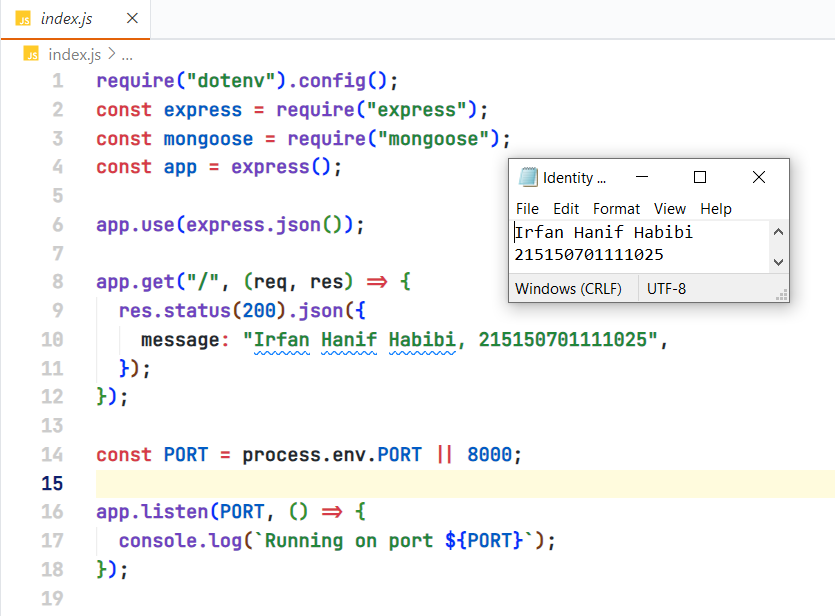 index.js
index.js > ...
1 require("dotenv").config();
2 const express = require("express");
3 const mongoose = require("mongoose");
4 const app = express();
5
6 app.use(express.json());
7
8 app.get("/", (req, res) => {
9   res.status(200).json({
10     message: "Irfan Hanif Habibi, 215150701111025",
11   });
12 });
13
14 const PORT = process.env.PORT || 8000;
15
16 app.listen(PORT, () => {
17   console.log(`Running on port ${PORT}`);
18 });
19
Identity ...
File Edit Format View Help
Irfan Hanif Habibi
215150701111025
Windows (CRLF) UTF-8